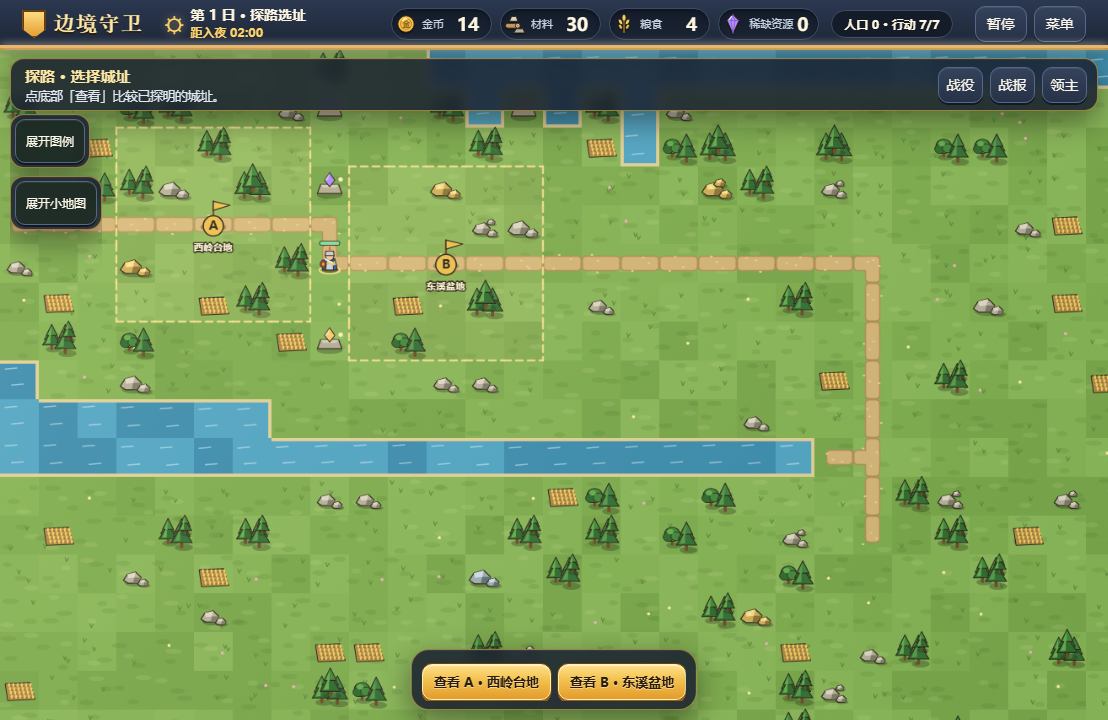 边境守卫
第 1 日 • 探路选址
距入夜 02:00
金币 14
材料 30
粮食 4
稀缺资源 0
人口 0 • 行动 7/7
暂停
菜单
探路 • 选择城址
点底部「查看」比较已探明的城址。
战役
战报
领主
展开图例
展开小地图
A
西岭台地
B
东溪盆地
查看 A • 西岭台地
查看 B • 东溪盆地